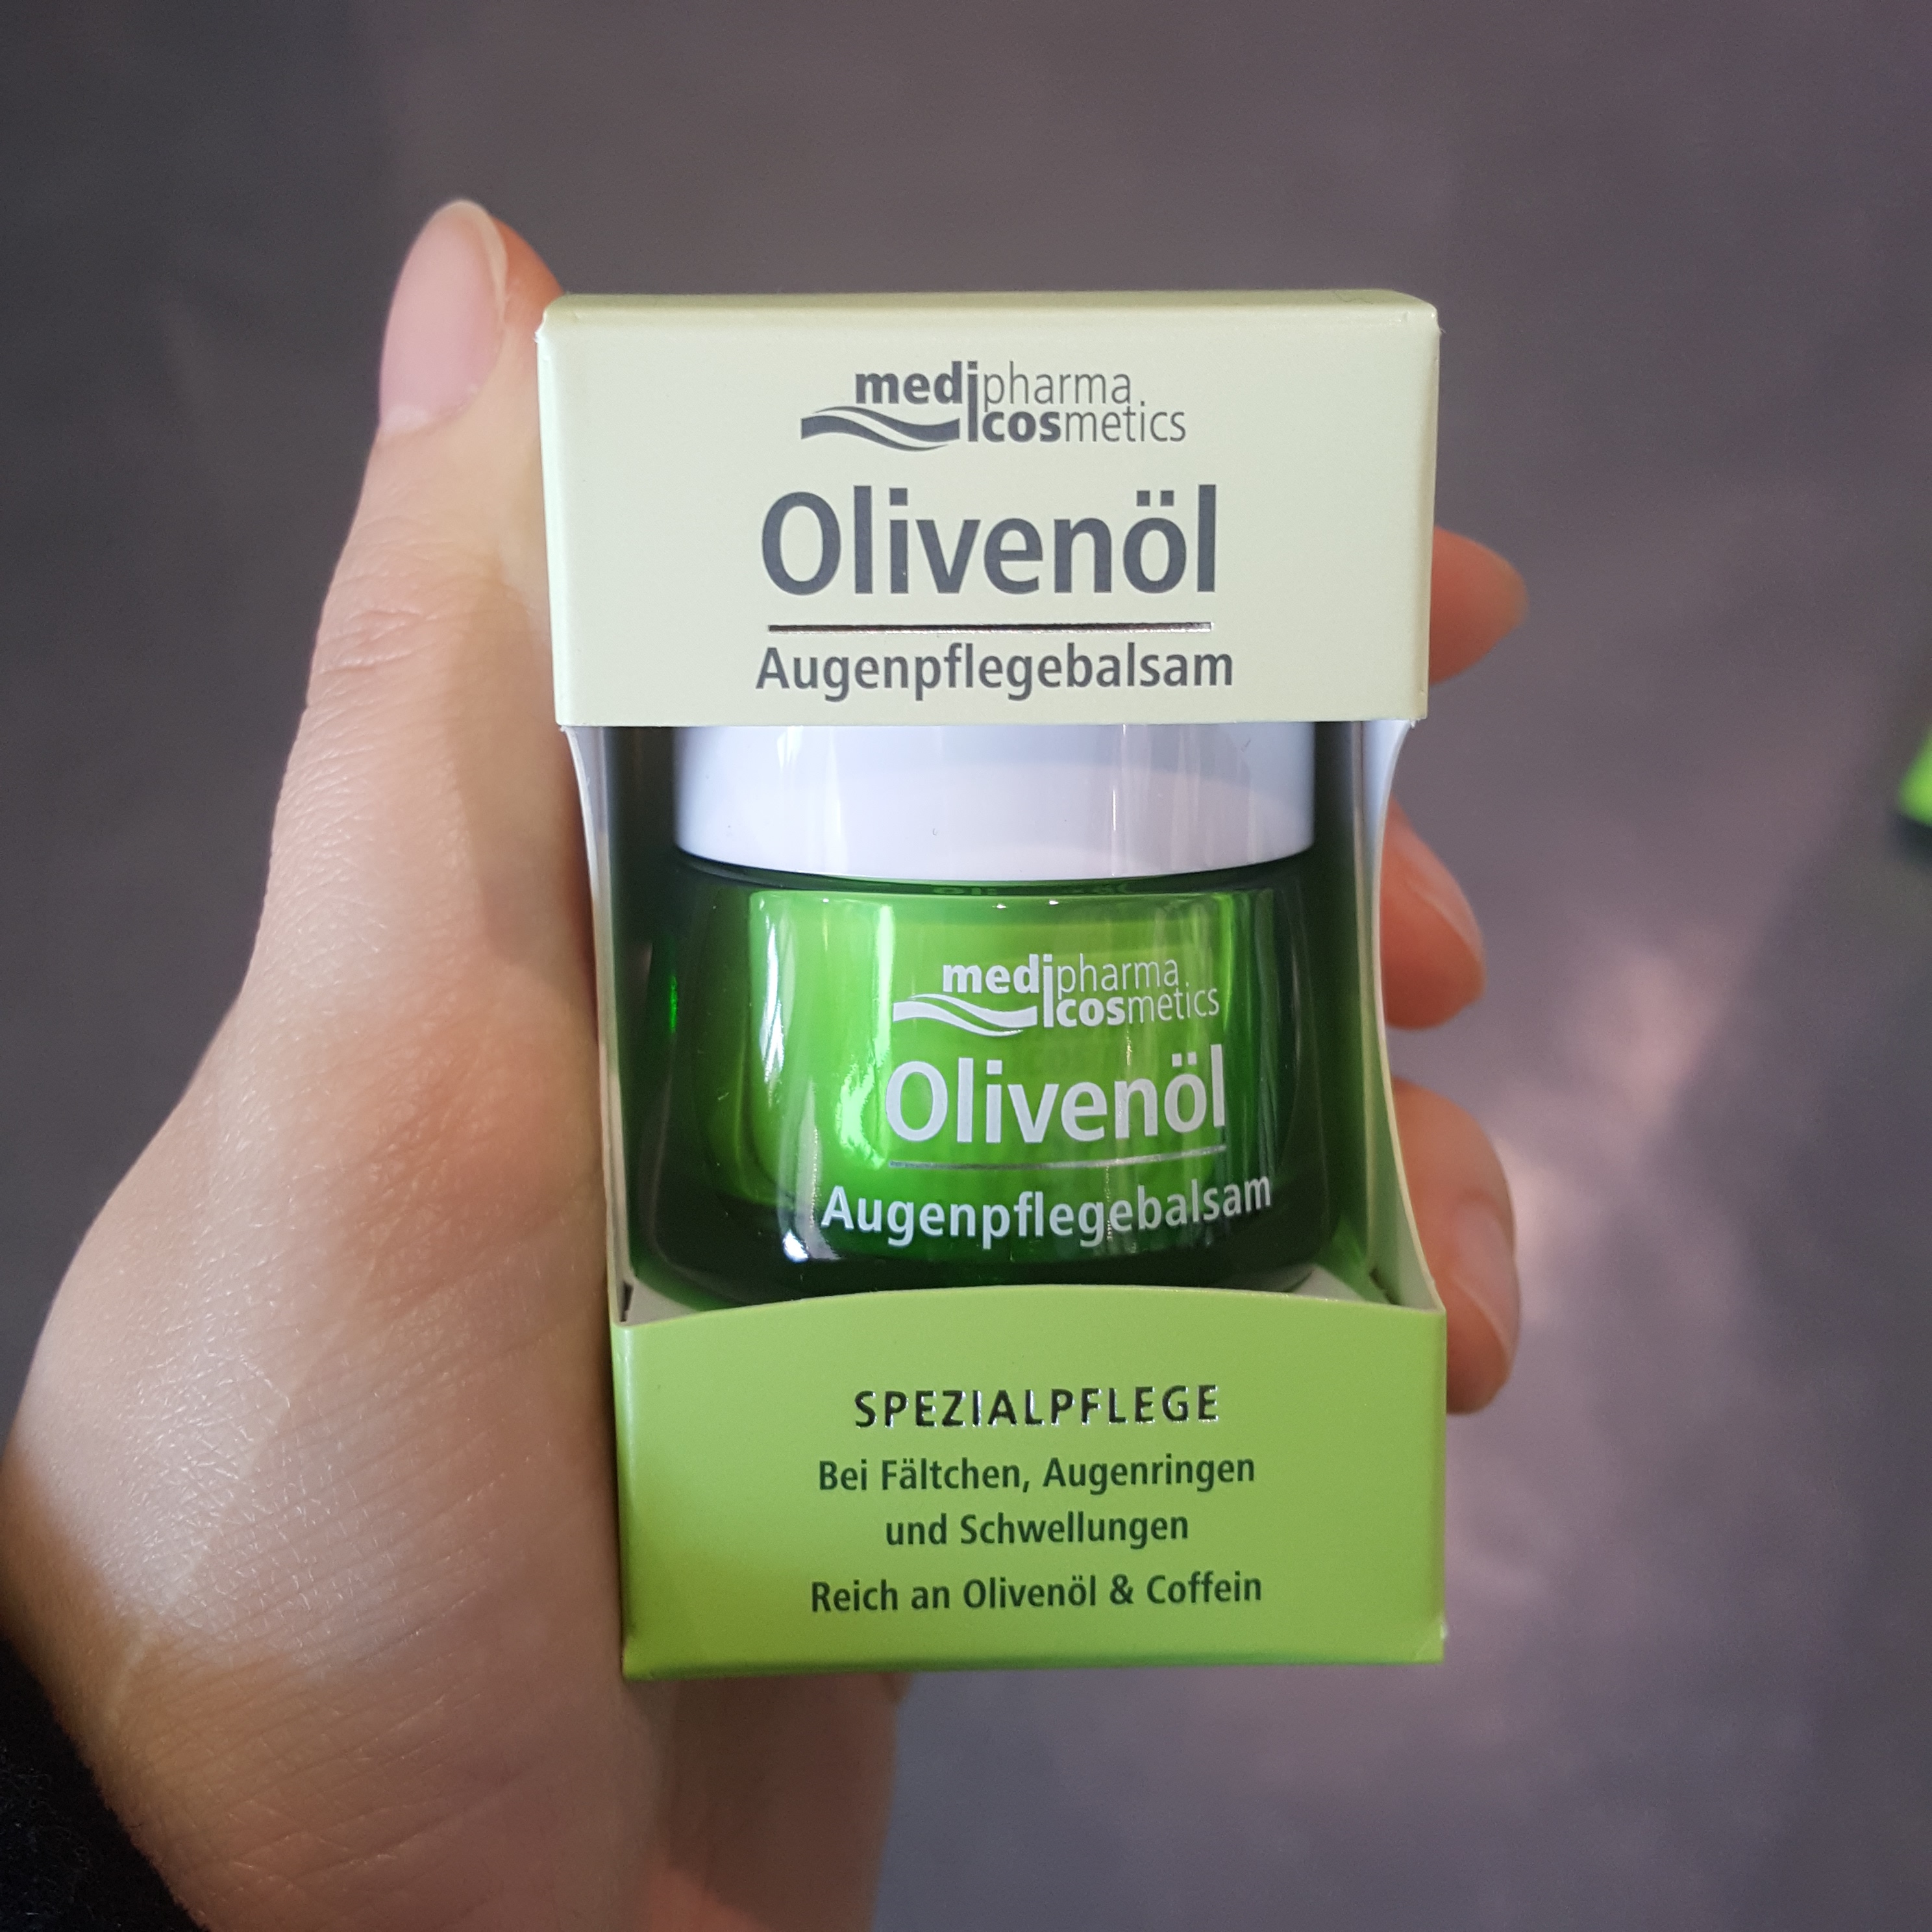 medipharma
cosmetics
Olivenöl
Augenpflegebalsam
medipharma
cosmetics
Olivenöl
Augenpflegebalsam
SPEZIALPFLEGE
Bei Fältchen, Augenringen
und Schwellungen
Reich an Olivenöl & Coffein